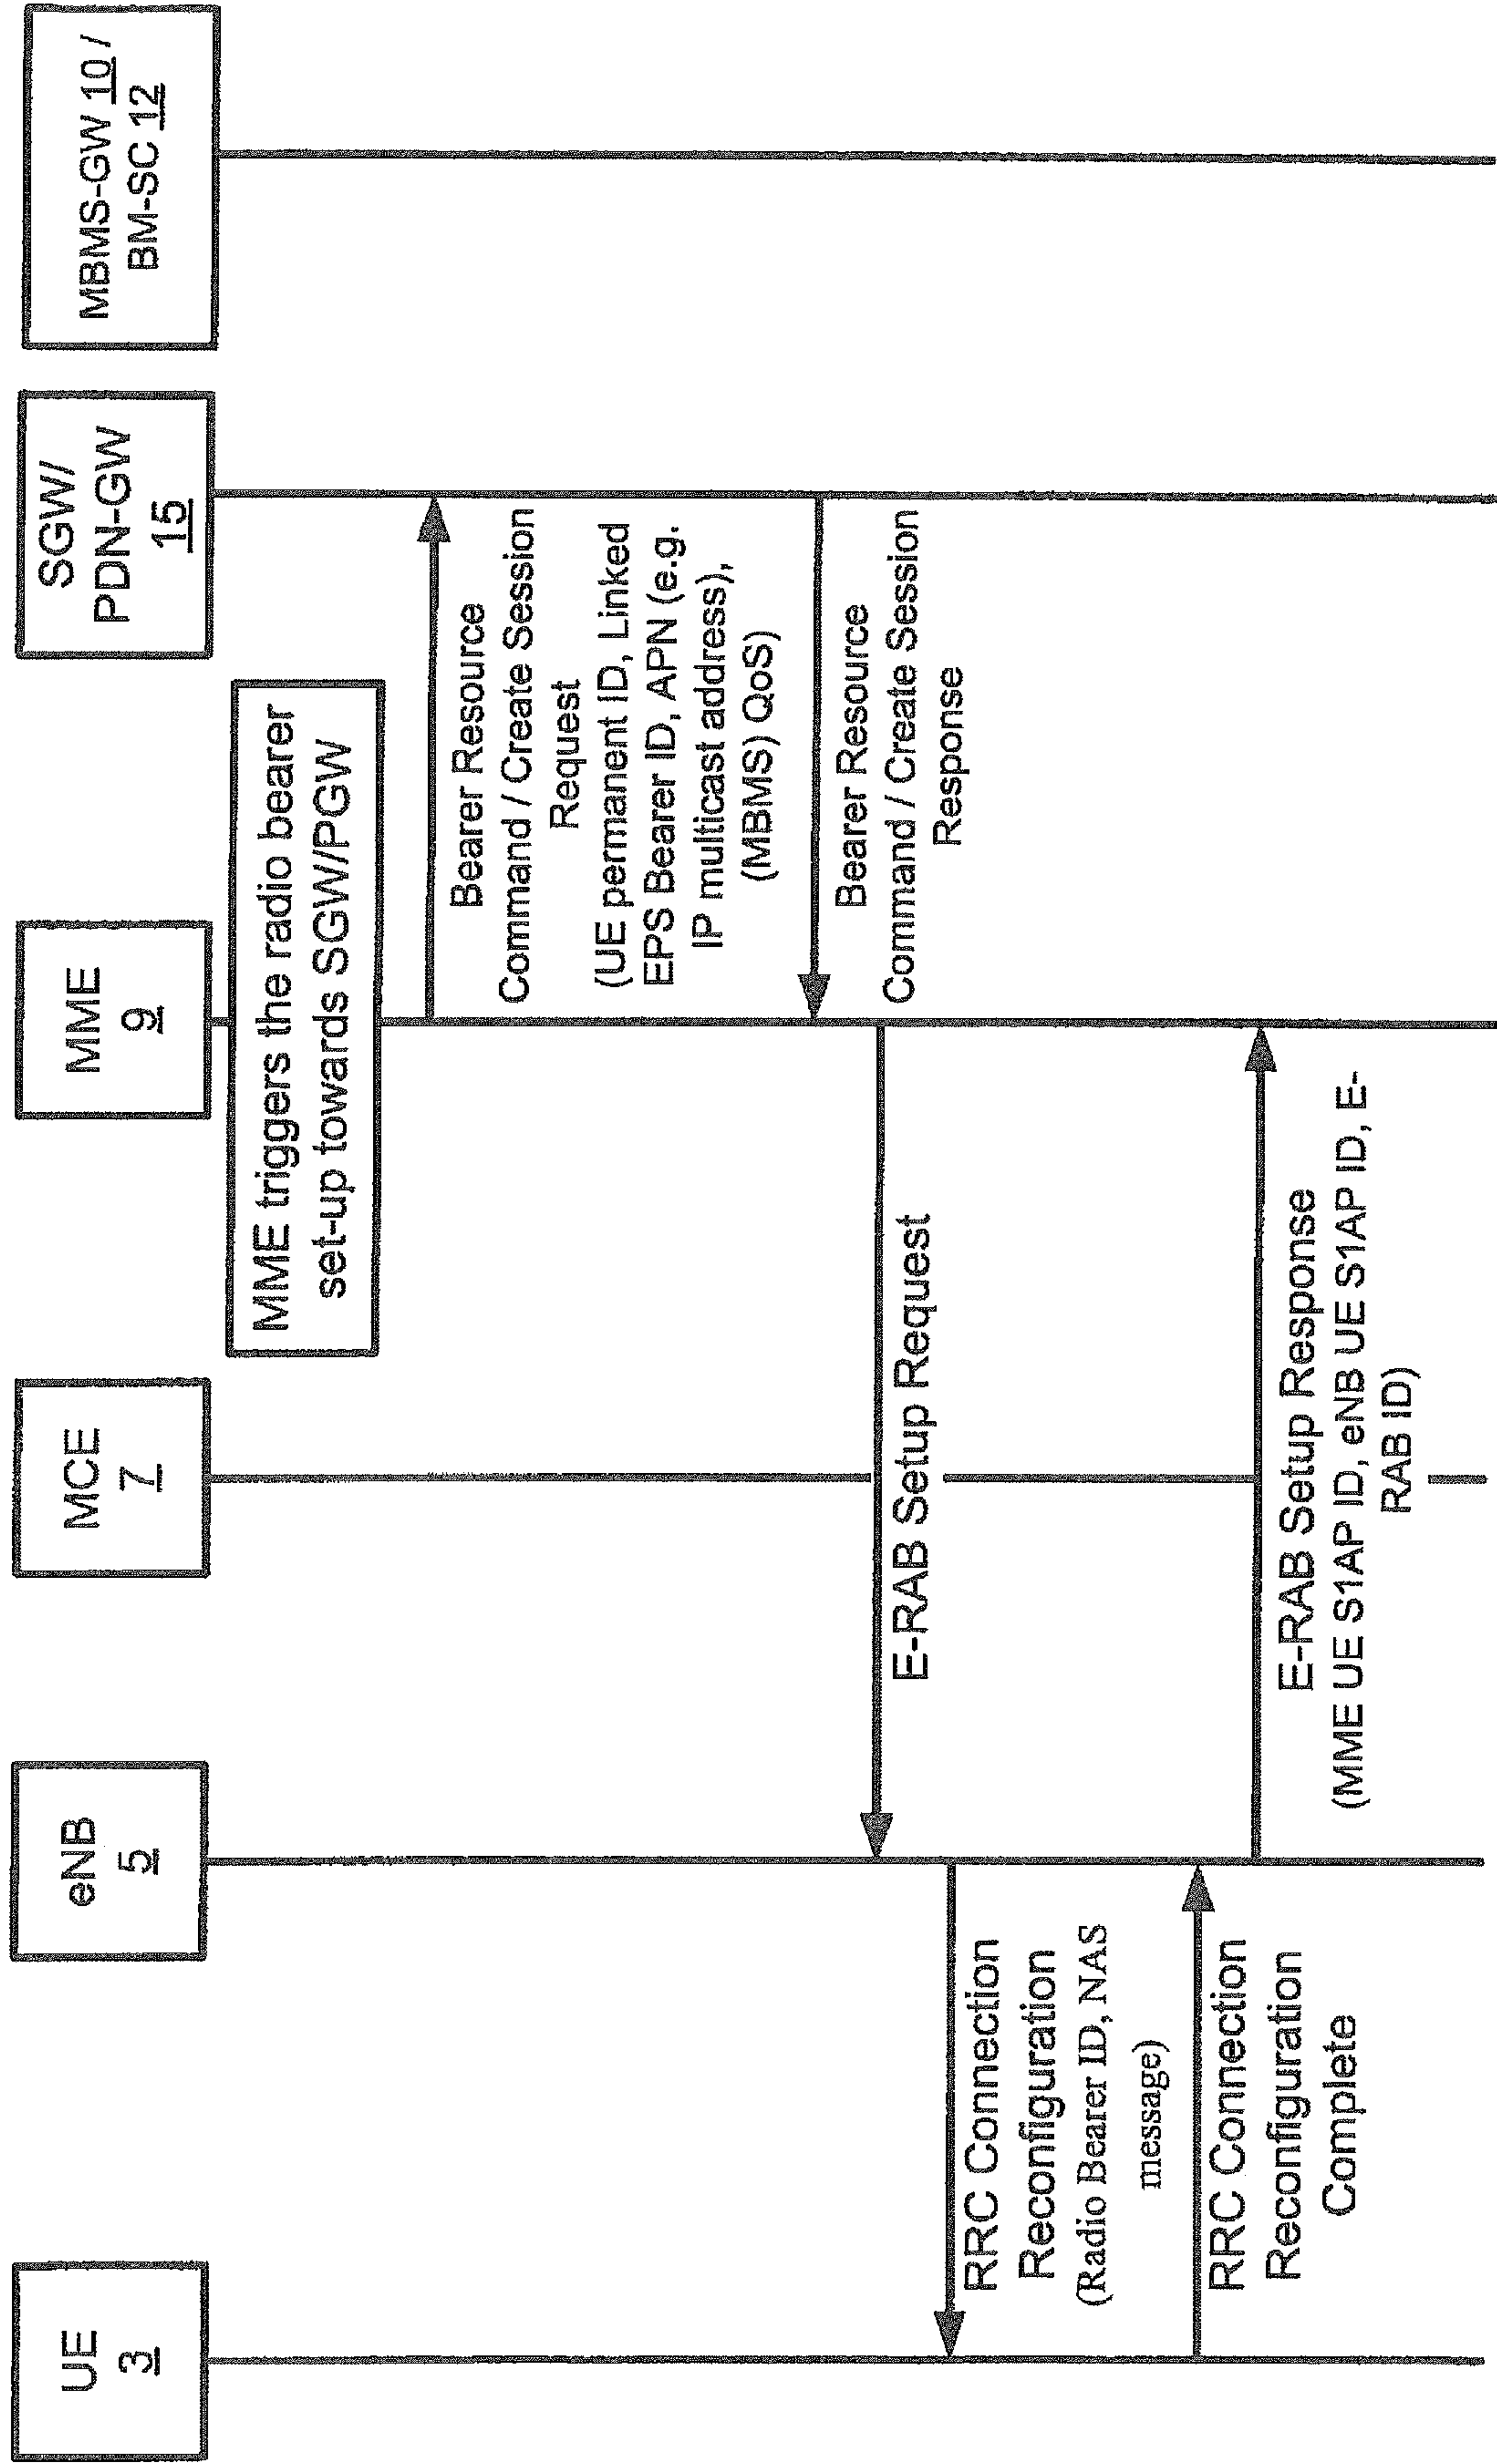 UE
3
eNB
5
MCE
7
MME
9
SGW/
PDN-GW
15
MBMS-GW 10 /
BM-SC 12
MME triggers the radio bearer
set-up towards SGW/PGW
Bearer Resource
Command / Create Session
Request
(UE permanent ID, Linked
EPS Bearer ID, APN (e.g.
IP multicast address),
(MBMS) QoS)
Bearer Resource
Command / Create Session
Response
E-RAB Setup Request
RRC Connection
Reconfiguration
(Radio Bearer ID, NAS
message)
RRC Connection
Reconfiguration
Complete
E-RAB Setup Response
(MME UE S1AP ID, eNB UE S1AP ID, E-
RAB ID)